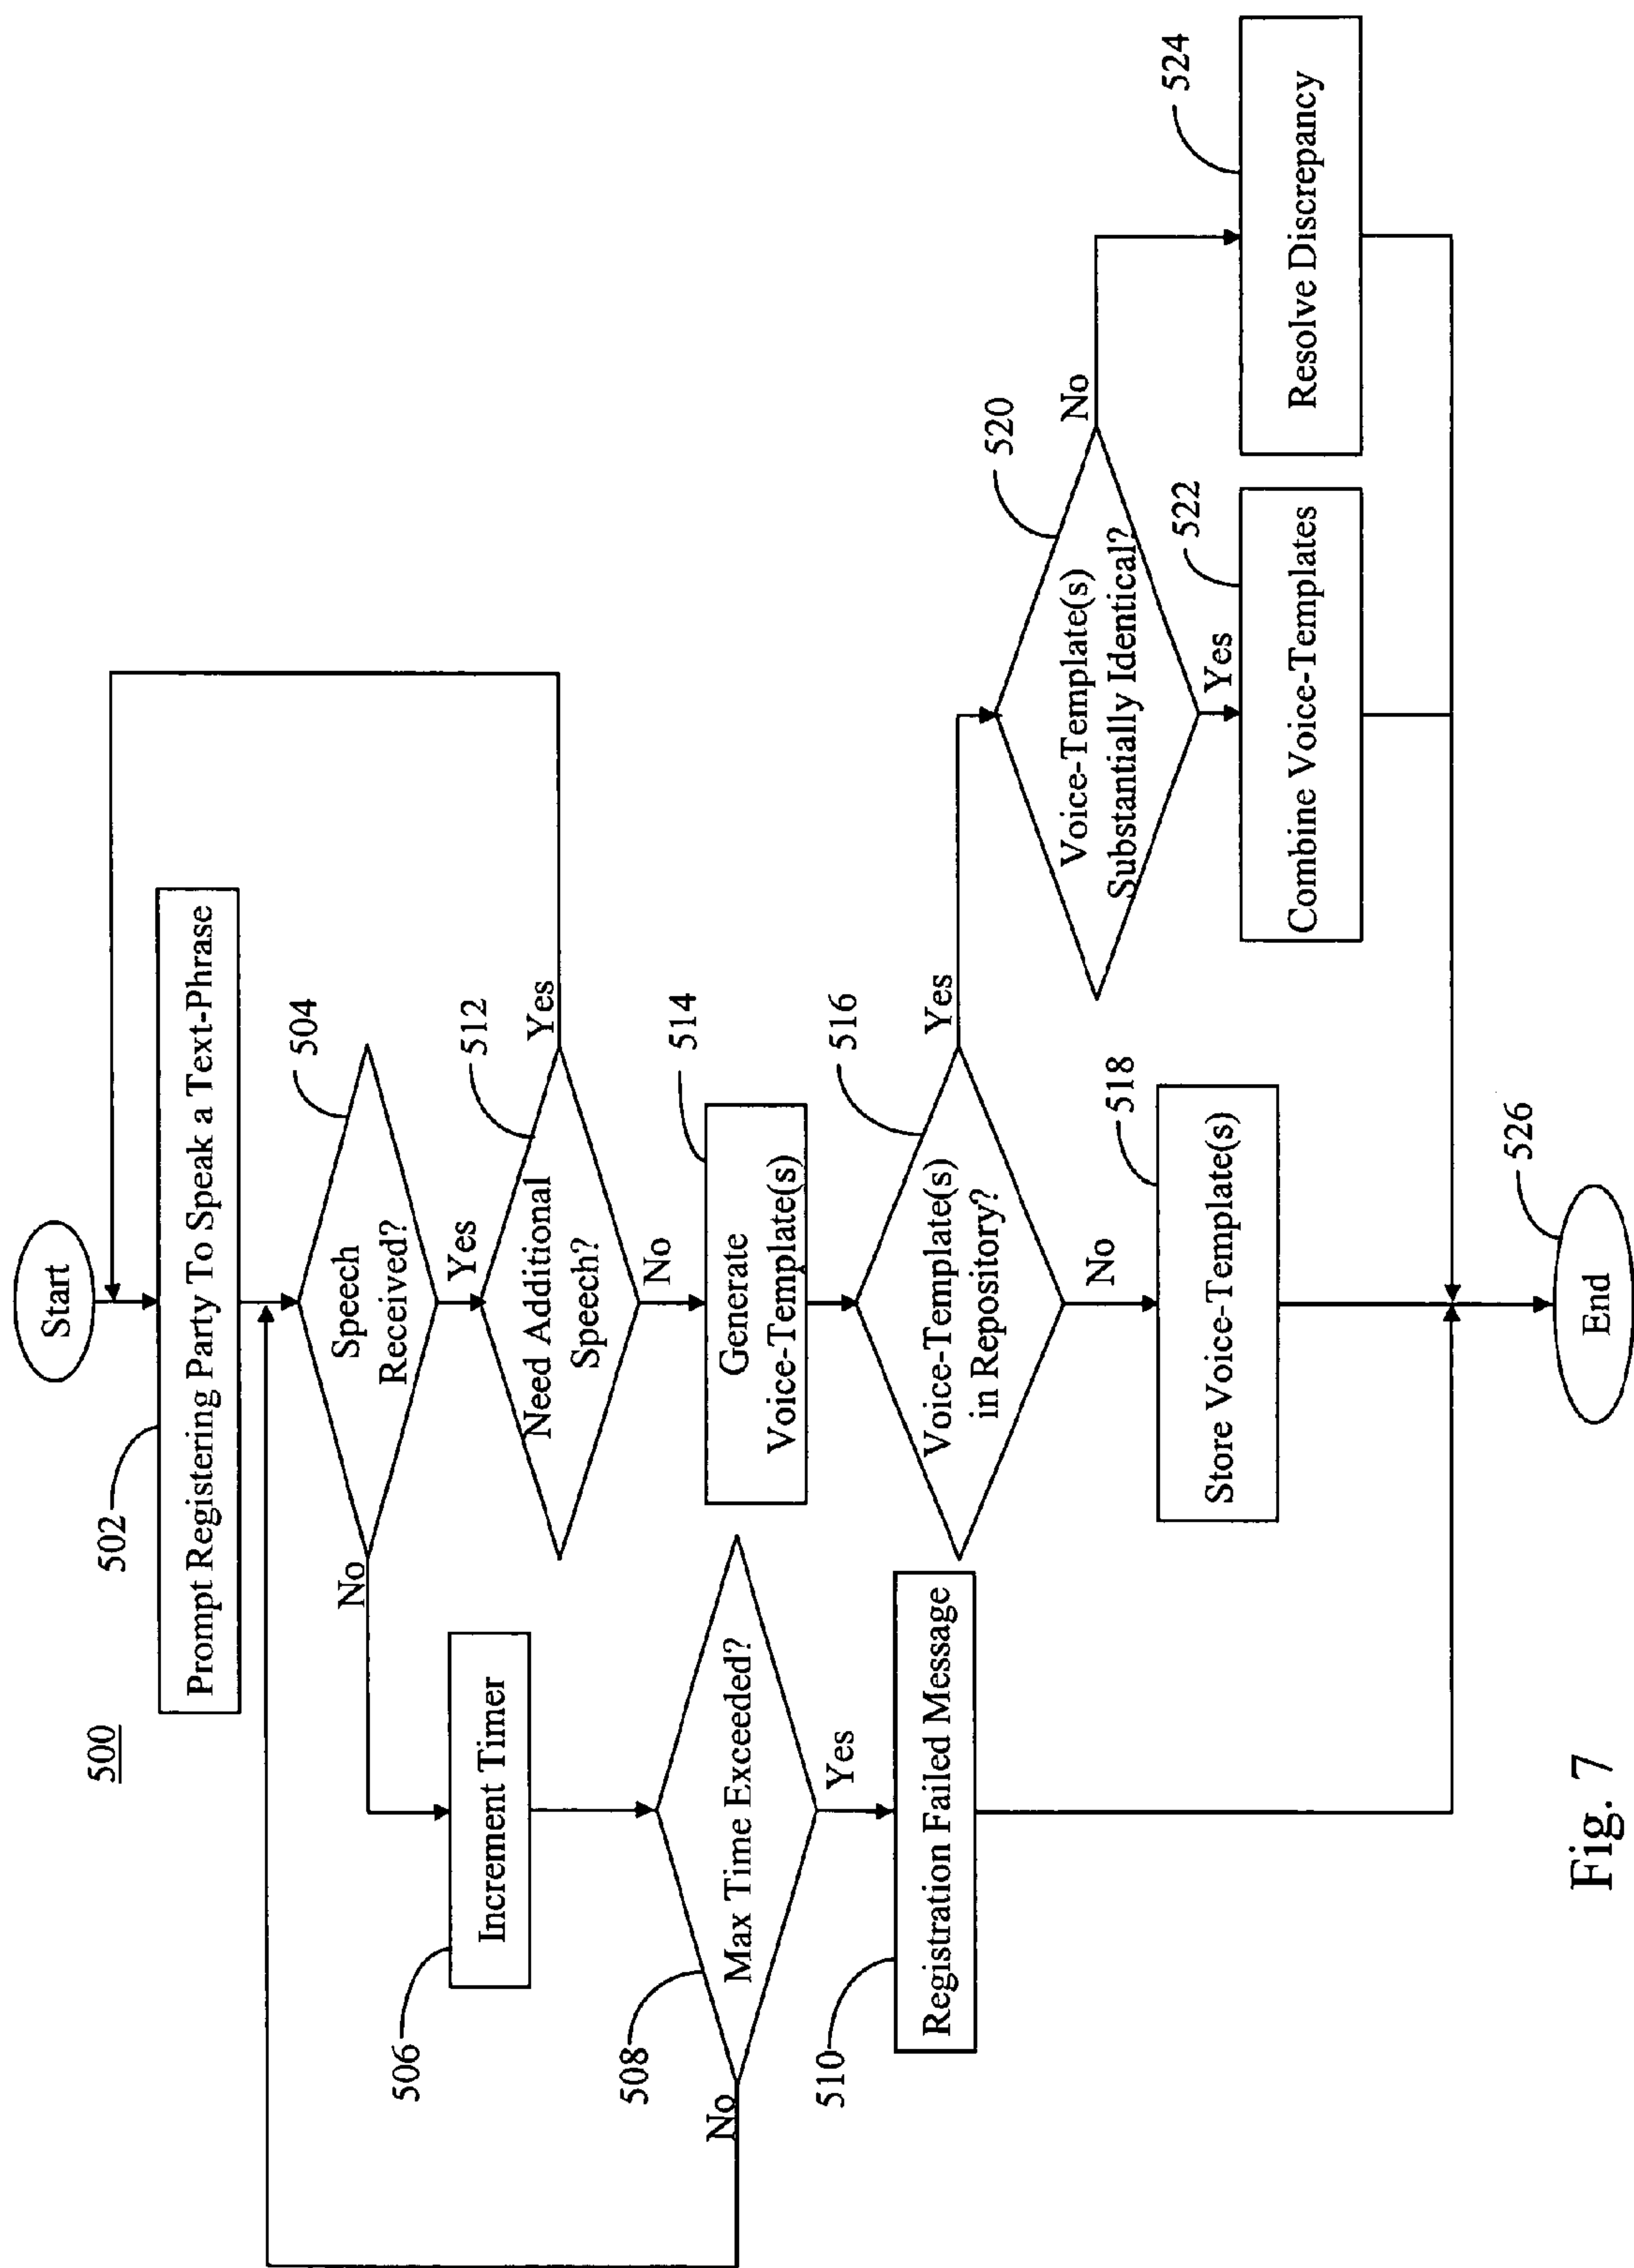 500
Start
502
Prompt Registering Party To Speak a Text-Phrase
504
Speech
Received?
No
Yes
506
Increment Timer
512
Need Additional
Speech?
Yes
No
508
Max Time Exceeded?
No
Yes
514
Generate
Voice-Template(s)
510
Registration Failed Message
516
Voice-Template(s)
in Repository?
Yes
No
520
Voice-Template(s)
Substantially Identical?
No
Yes
518
Store Voice-Template(s)
522
Combine Voice-Templates
524
Resolve Discrepancy
526
End
Fig. 7